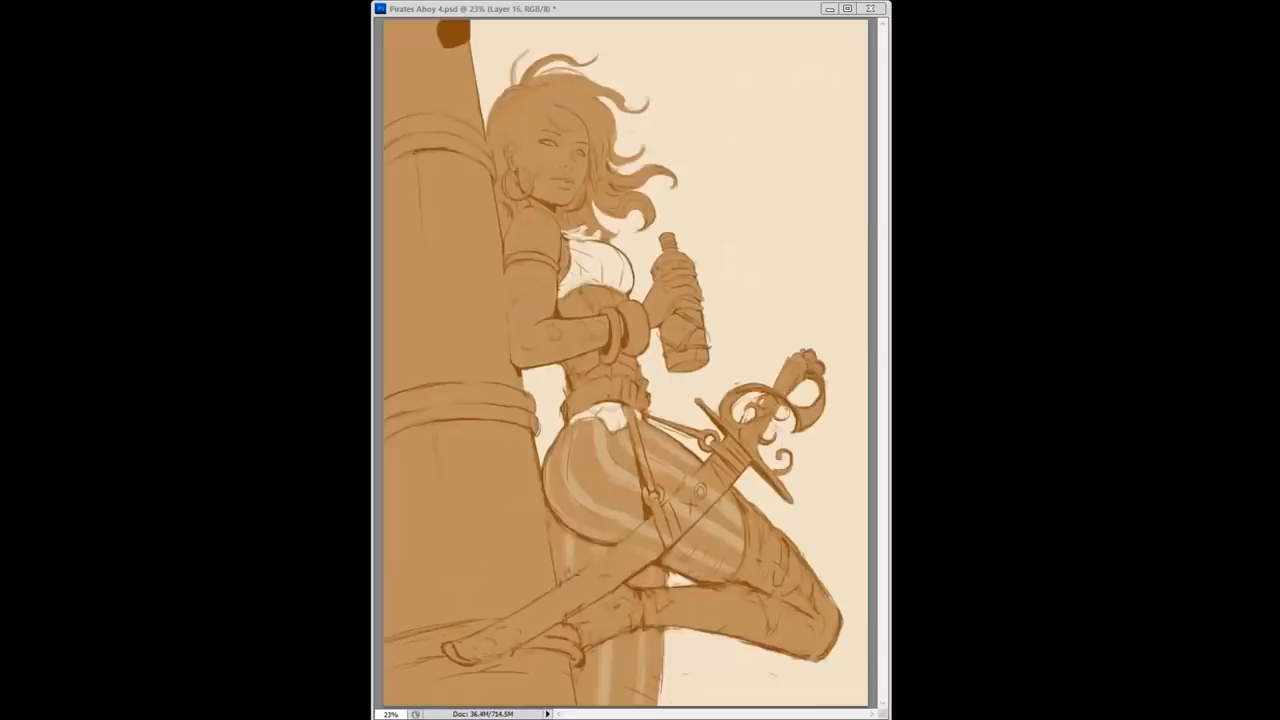 Pirates Ahoy 4.psd @ 23% (Layer 16, RGB/8) *
23%
Doc: 36.4M/714.5M